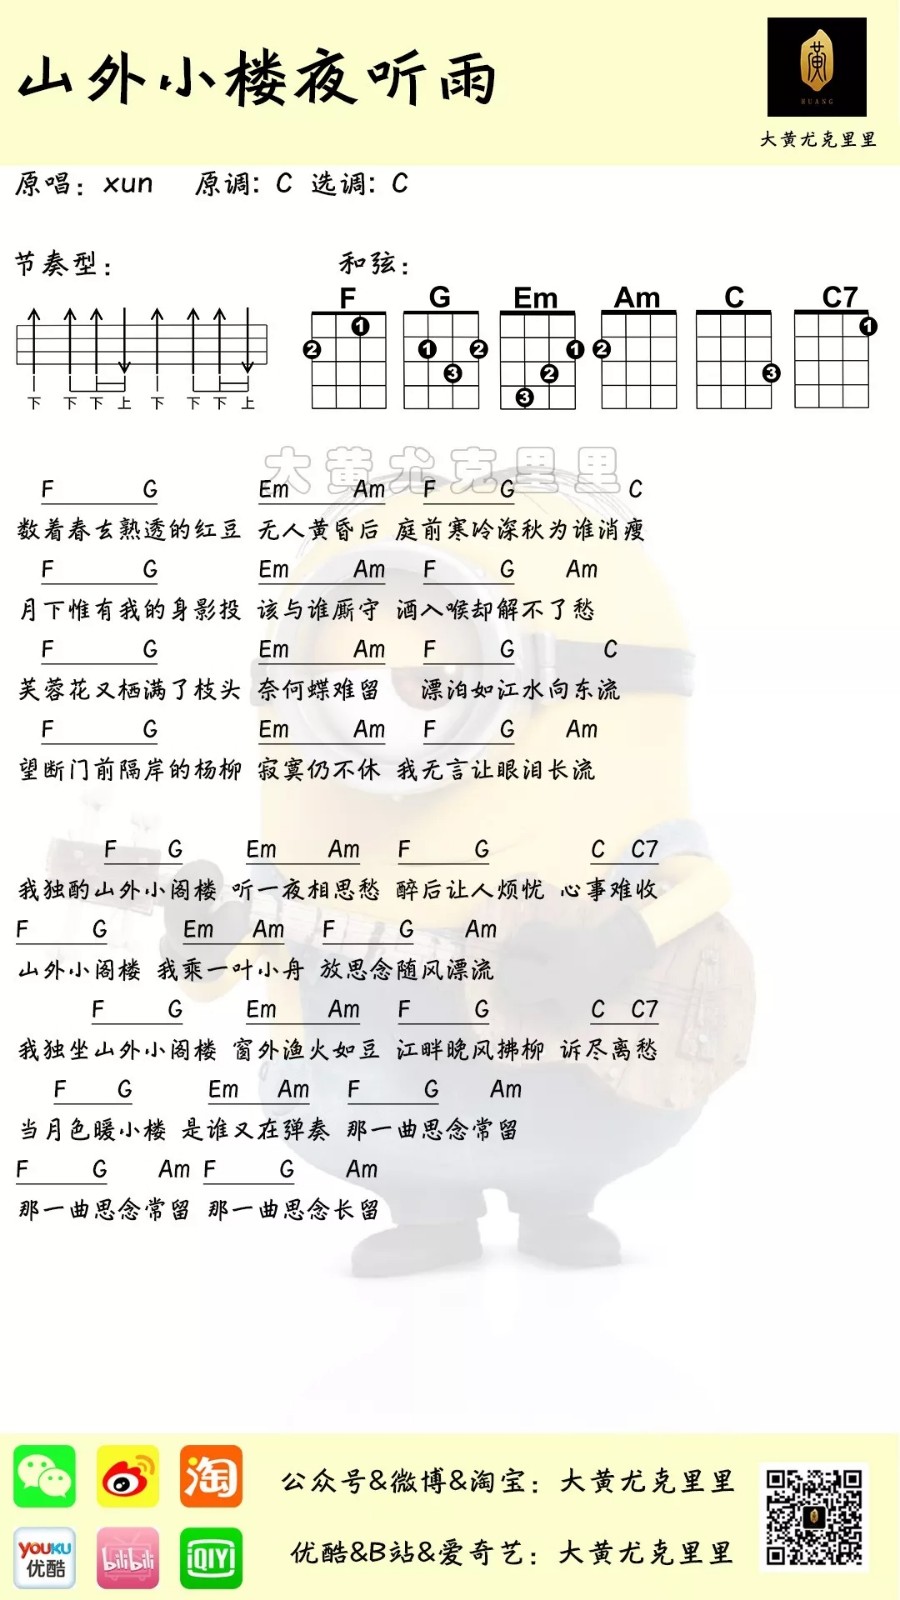 山外小楼夜听雨
黄
HUANG
大黄尤克里里
原唱：xun 原调：C 选调：C
节奏型： 和弦：
F G Em Am C C7
2 1 1 2 3 1 2 3 2 3 1
下 下 下 上 下 下 下 上
大黄尤克里里
F G Em Am F G C
数着春玄熟透的红豆 无人黄昏后 庭前寒冷深秋为谁消瘦
F G Em Am F G Am
月下惟有我的身影投 该与谁厮守 酒入喉却解不了愁
F G Em Am F G C
芙蓉花又栖满了枝头 奈何蝶难留 漂泊如江水向东流
F G Em Am F G Am
望断门前隔岸的杨柳 寂寞仍不休 我无言让眼泪长流
F G Em Am F G C C7
我独酌山外小阁楼 听一夜相思愁 醉后让人烦忧 心事难收
F G Em Am F G Am
山外小阁楼 我乘一叶小舟 放思念随风漂流
F G Em Am F G C C7
我独坐山外小阁楼 窗外渔火如豆 江畔晚风拂柳 诉尽离愁
F G Em Am F G Am
当月色暖小楼 是谁又在弹奏 那一曲思念常留
F G Am F G Am
那一曲思念常留 那一曲思念长留
淘
公众号&微博&淘宝：大黄尤克里里
YOUKU
优酷
bilibili
iQIYI
优酷&B站&爱奇艺：大黄尤克里里